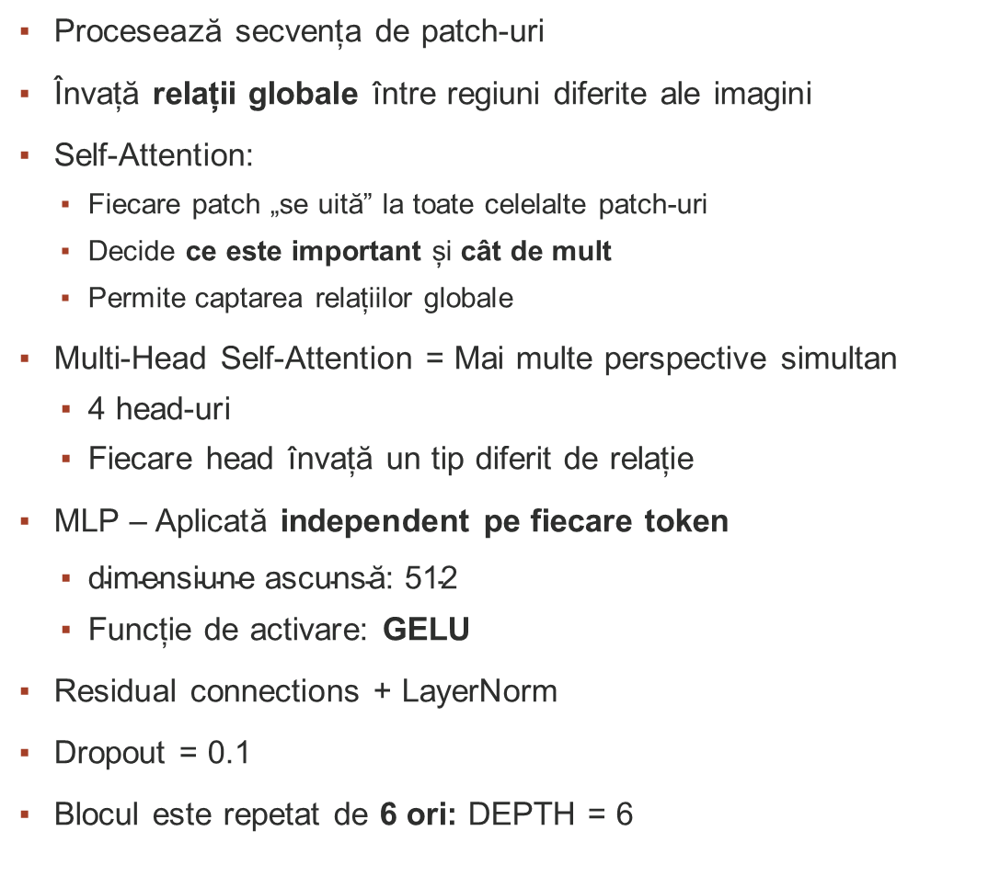 ▪ Procesează secvența de patch-uri
▪ Învață relații globale între regiuni diferite ale imagini
▪ Self-Attention:
▪ Fiecare patch „se uită” la toate celelalte patch-uri
▪ Decide ce este important și cât de mult
▪ Permite captarea relațiilor globale
▪ Multi-Head Self-Attention = Mai multe perspective simultan
▪ 4 head-uri
▪ Fiecare head învață un tip diferit de relație
▪ MLP – Aplicată independent pe fiecare token
▪ dimensiune ascunsă: 512
▪ Funcție de activare: GELU
▪ Residual connections + LayerNorm
▪ Dropout = 0.1
▪ Blocul este repetat de 6 ori: DEPTH = 6